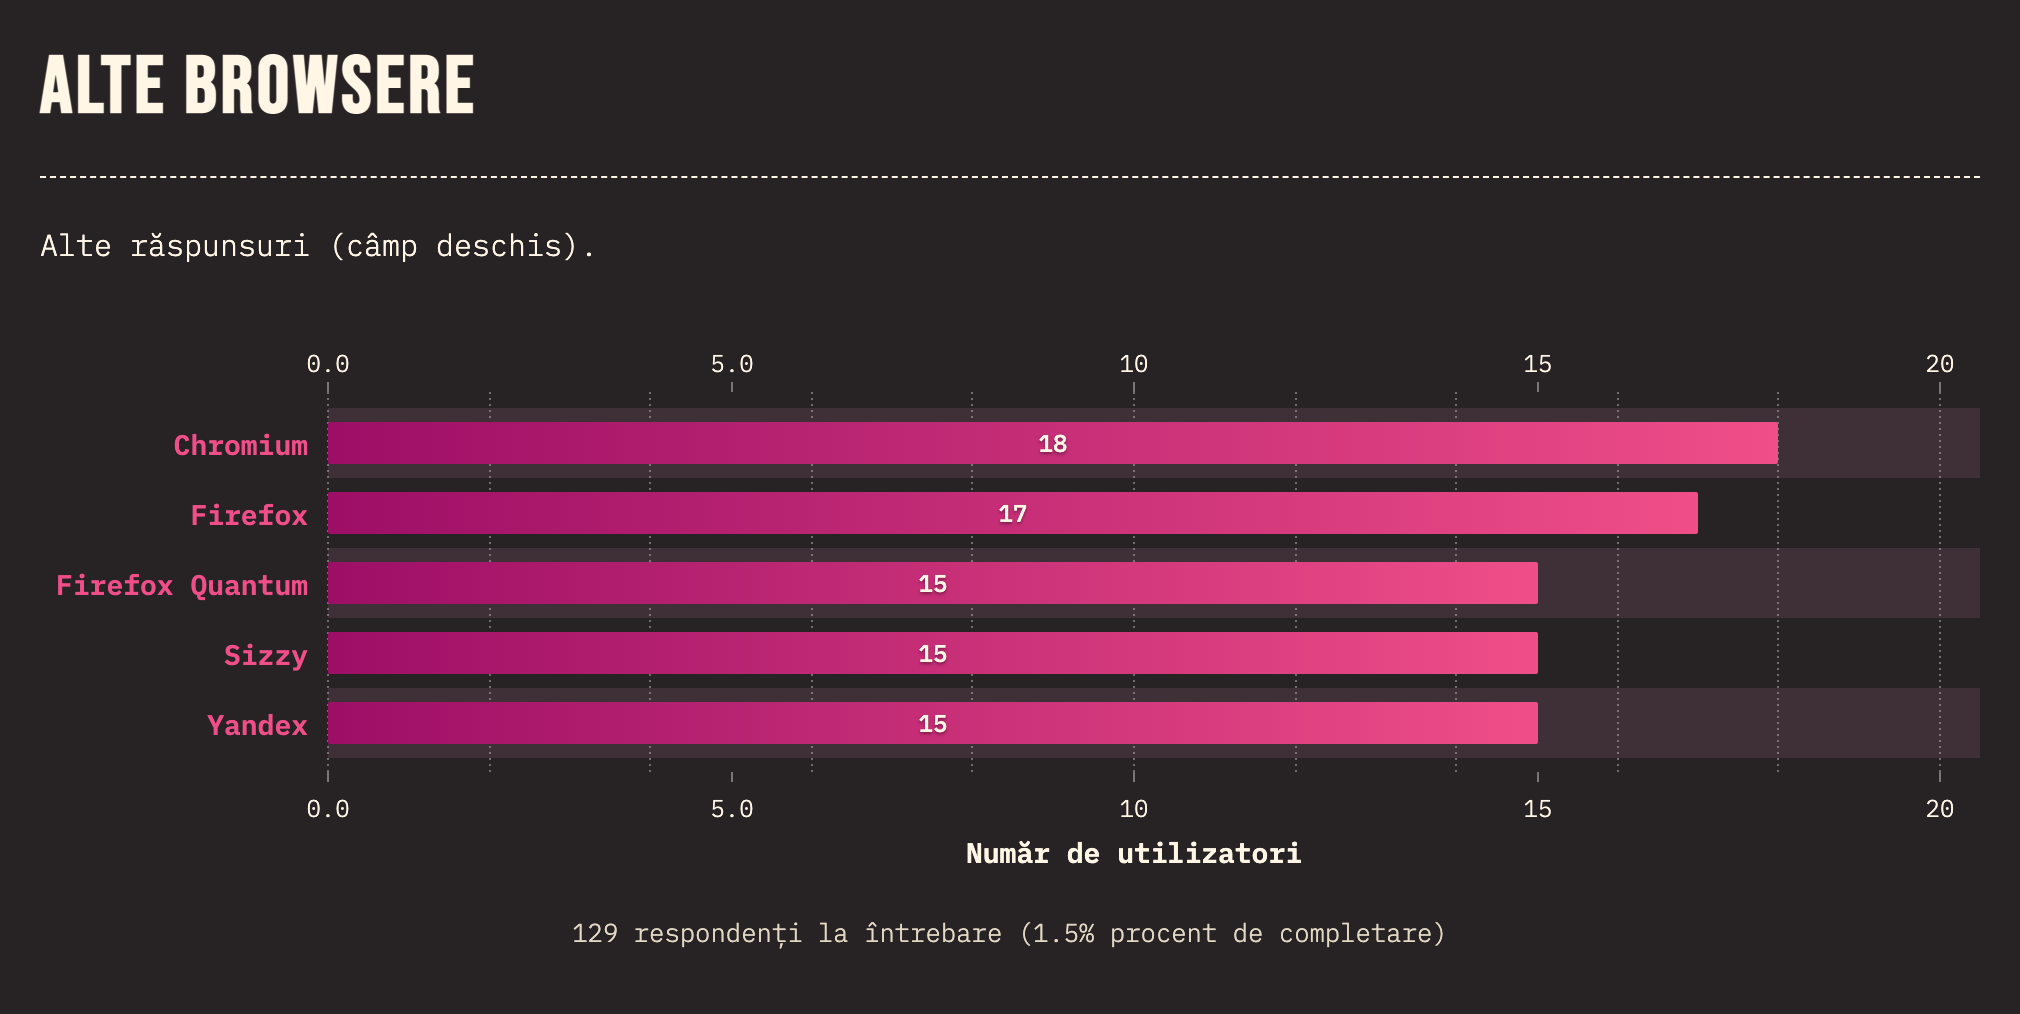 ALTE BROWSERE
Alte răspunsuri (câmp deschis).
0.0 5.0 10 15 20
Chromium 18
Firefox 17
Firefox Quantum 15
Sizzy 15
Yandex 15
0.0 5.0 10 15 20
Număr de utilizatori
129 respondenți la întrebare (1.5% procent de completare)